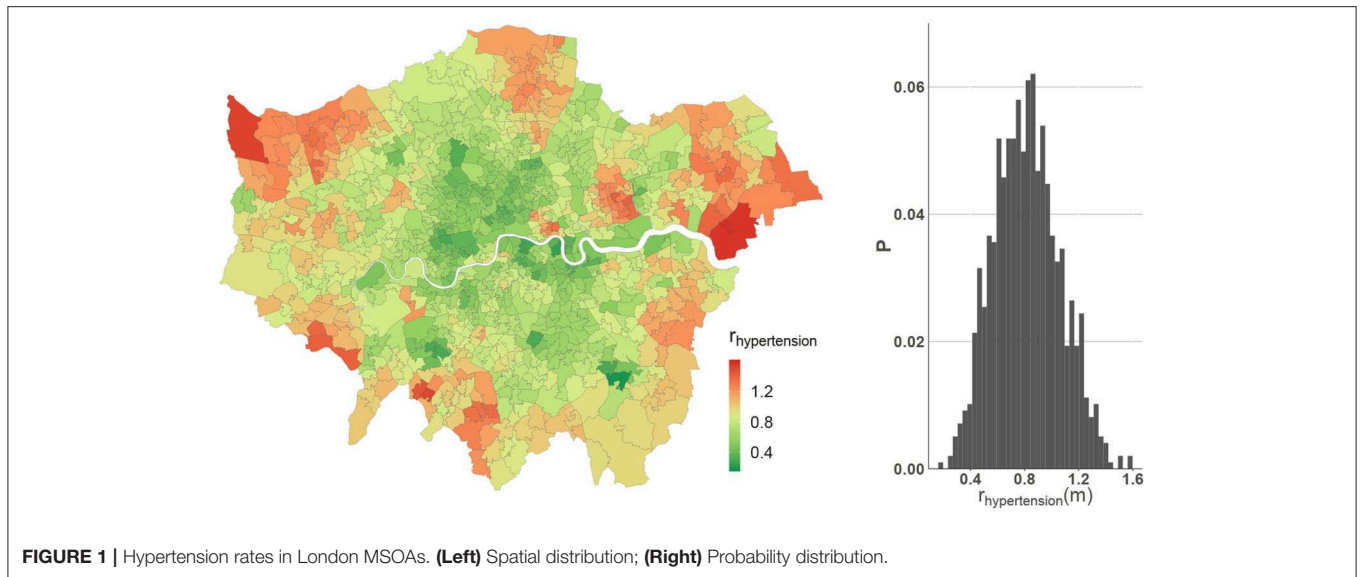 r_hypertension
1.2
0.8
0.4
P
0.06
0.04
0.02
0.00
0.4 0.8 1.2 1.6
r_hypertension(m)
FIGURE 1 | Hypertension rates in London MSOAs. (Left) Spatial distribution; (Right) Probability distribution.